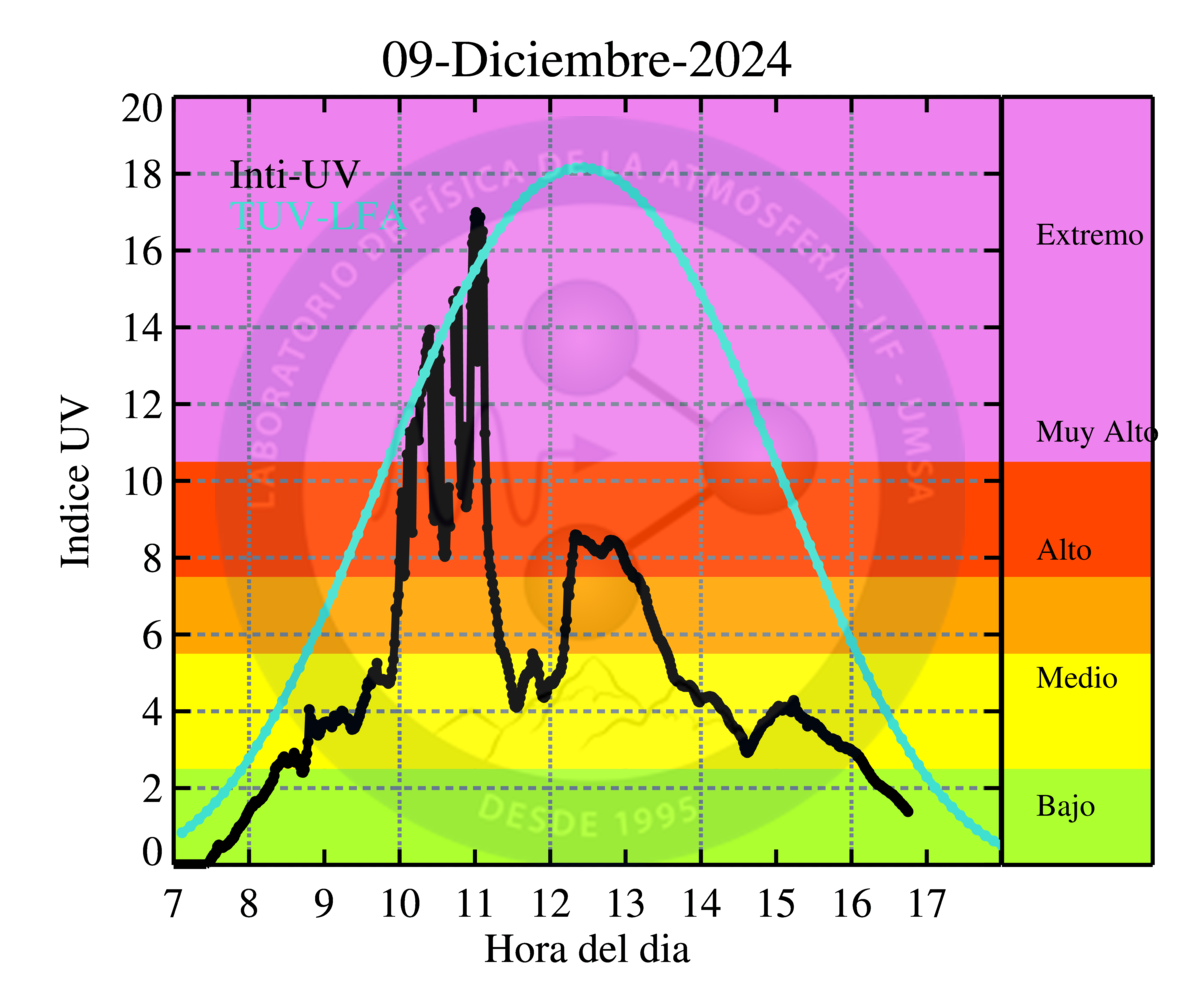 09-Diciembre-2024
Indice UV
20
18
16
14
12
10
8
6
4
2
0
Inti-UV
TUV-LFA
LABORATORIO DE FÍSICA DE LA ATMÓSFERA - IIF - UMSA
DESDE 1995
Extremo
Muy Alto
Alto
Medio
Bajo
7 8 9 10 11 12 13 14 15 16 17
Hora del dia